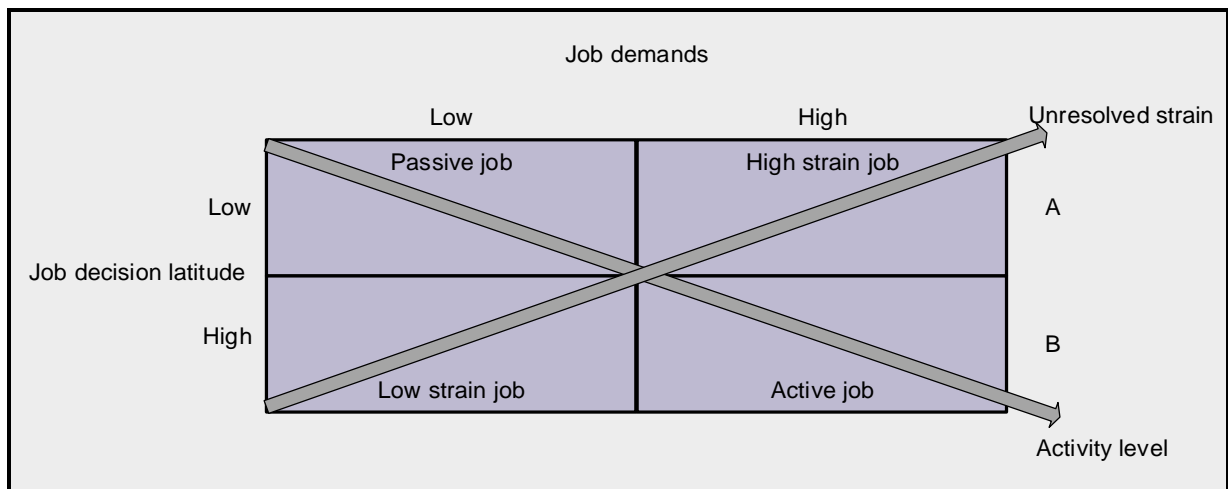 Job demands
Low
High
Unresolved strain
Passive job
High strain job
Low
A
Job decision latitude
High
B
Low strain job
Active job
Activity level